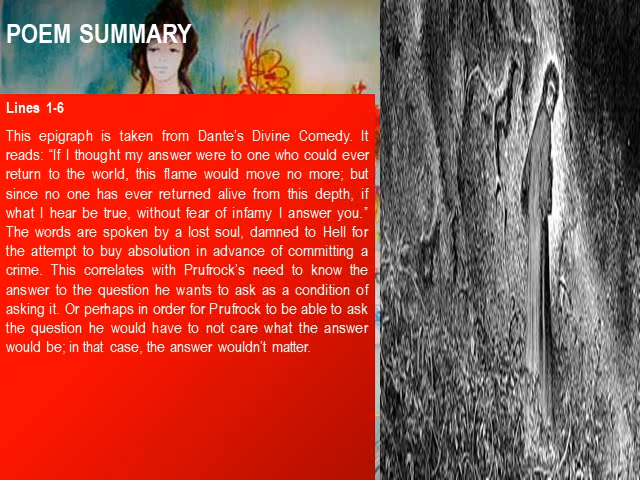 POEM SUMMARY
Lines 1-6
This epigraph is taken from Dante’s Divine Comedy. It
reads: “If I thought my answer were to one who could ever
return to the world, this flame would move no more; but
since no one has ever returned alive from this depth, if
what I hear be true, without fear of infamy I answer you.”
The words are spoken by a lost soul, damned to Hell for
the attempt to buy absolution in advance of committing a
crime. This correlates with Prufrock’s need to know the
answer to the question he wants to ask as a condition of
asking it. Or perhaps in order for Prufrock to be able to ask
the question he would have to not care what the answer
would be; in that case, the answer wouldn’t matter.